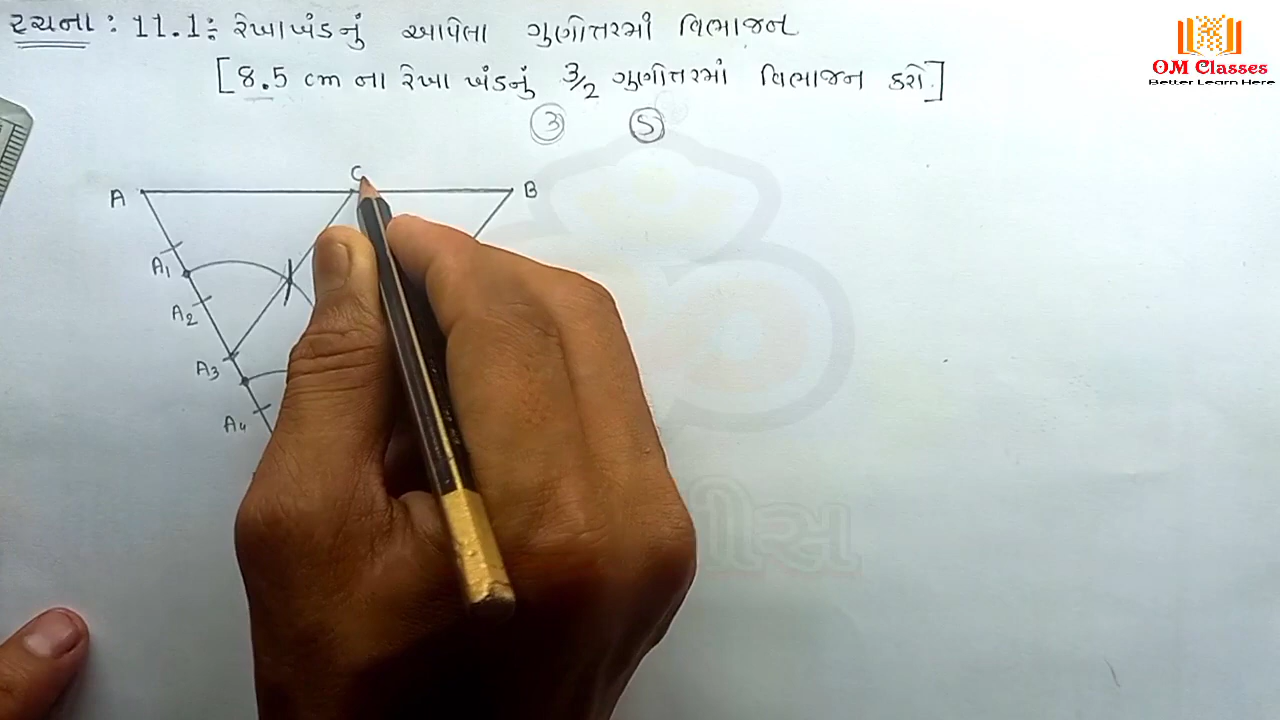 રચના : 11.1 : રેખાખંડનું આપેલા ગુણોત્તરમાં વિભાજન
[8.5 cm ના રેખા ખંડનું 3/2 ગુણોત્તરમાં વિભાજન કરો.]
3 5
OM Classes
Better Learn Here
A C B
A1
A2
A3
A4